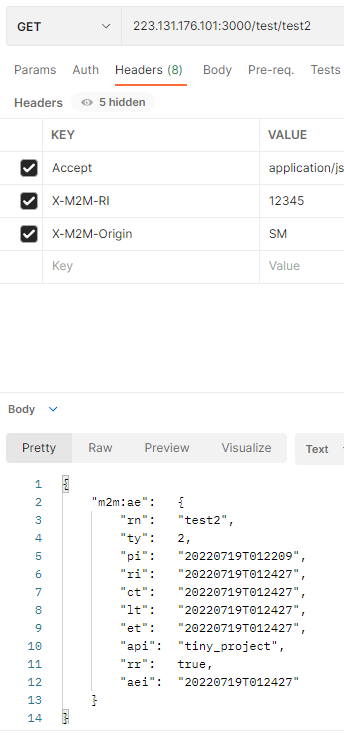 GET 223.131.176.101:3000/test/test2
Params Auth Headers (8) Body Pre-req. Tests
Headers 5 hidden
KEY VALUE
Accept application/js
X-M2M-RI 12345
X-M2M-Origin SM
Key Value
Body
Pretty Raw Preview Visualize Text
1 {
2 "m2m:ae": {
3 "rn": "test2",
4 "ty": 2,
5 "pi": "20220719T012209",
6 "ri": "20220719T012427",
7 "ct": "20220719T012427",
8 "lt": "20220719T012427",
9 "et": "20220719T012427",
10 "api": "tiny_project",
11 "rr": true,
12 "aei": "20220719T012427"
13 }
14 }